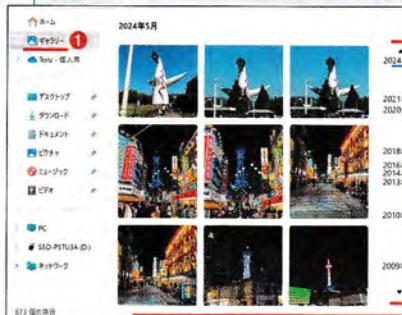 ホーム
ギャラリー 1
Toru - 個人用
デスクトップ
ダウンロード
ドキュメント
ピクチャ
ミュージック
ビデオ
PC
SSD-PSTU3A (D:)
ネットワーク
673 個の項目
2024年5月
2024
2021
2020
2018
2016
2014
2013
2010
2009